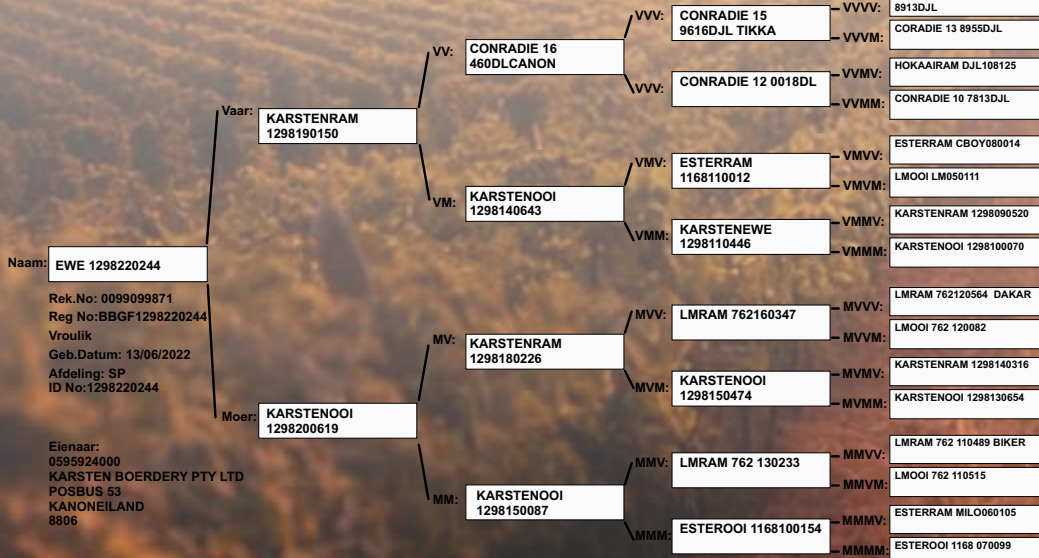 Naam:
EWE 1298220244
Rek.No: 0099099871
Reg No:BBGF1298220244
Vroulik
Geb.Datum: 13/06/2022
Afdeling: SP
ID No:1298220244
Eienaar:
0595924000
KARSTEN BOERDERY PTY LTD
POSBUS 53
KANONEILAND
8806
Vaar:
KARSTENRAM
1298190150
Moer:
KARSTENOOI
1298200619
VV:
CONRADIE 16
460DLCANON
VM:
KARSTENOOI
1298140643
MV:
KARSTENRAM
1298180226
MM:
KARSTENOOI
1298150087
VVV:
CONRADIE 15
9616DJL TIKKA
VVV:
CONRADIE 12 0018DL
VMV:
ESTERRAM
1168110012
VMM:
KARSTENEWE
1298110446
MVV:
LMRAM 762160347
MVM:
KARSTENOOI
1298150474
MMV:
LMRAM 762 130233
MMM:
ESTEROOI 1168100154
VVVV:
8913DJL
VVVM:
CORADIE 13 8955DJL
VVMV:
HOKAAIRAM DJL108125
VVMM:
CONRADIE 10 7813DJL
VMVV:
ESTERRAM CBOY080014
VMVM:
LMOOI LM050111
VMMV:
KARSTENRAM 1298090520
VMMM:
KARSTENOOI 1298100070
MVVV:
LMRAM 762120564 DAKAR
MVVM:
LMOOI 762 120082
MVMV:
KARSTENRAM 1298140316
MVMM:
KARSTENOOI 1298130654
MMVV:
LMRAM 762 110489 BIKER
MMVM:
LMOOI 762 110515
MMMV:
ESTERRAM MILO060105
MMMM:
ESTEROOI 1168 070099